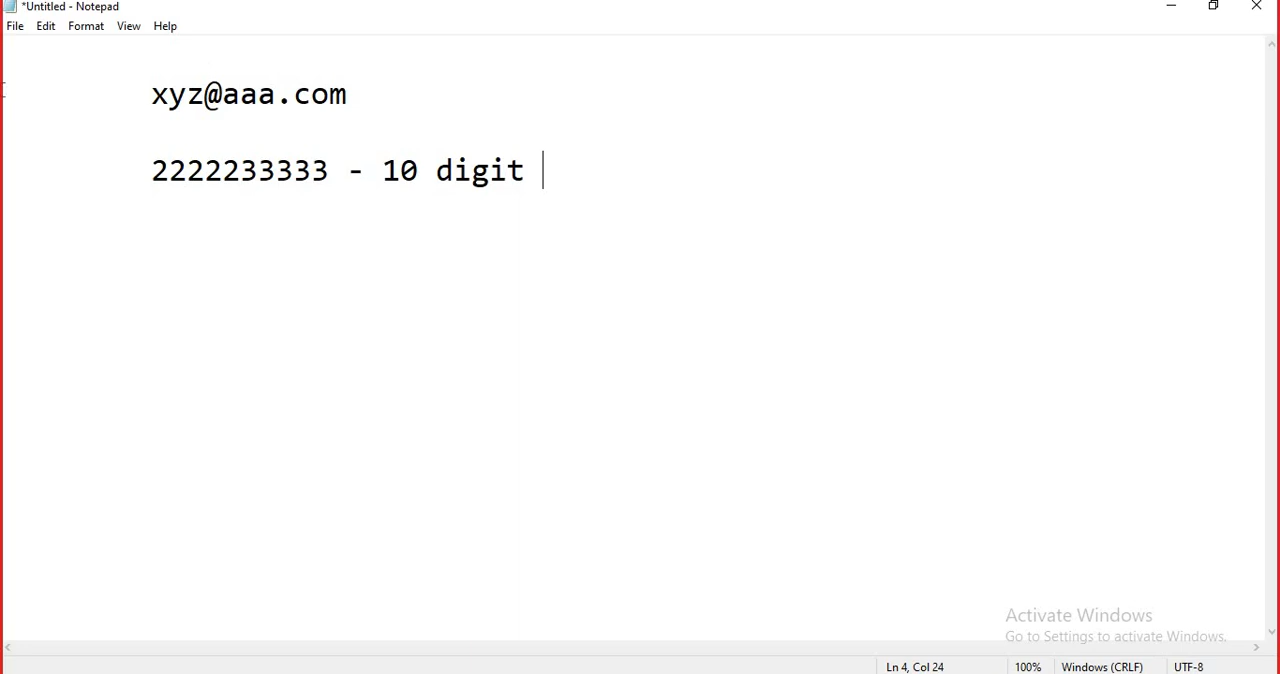 *Untitled - Notepad
File Edit Format View Help
xyz@aaa.com
2222233333 - 10 digit
Activate Windows
Go to Settings to activate Windows.
Ln 4, Col 24 100% Windows (CRLF) UTF-8